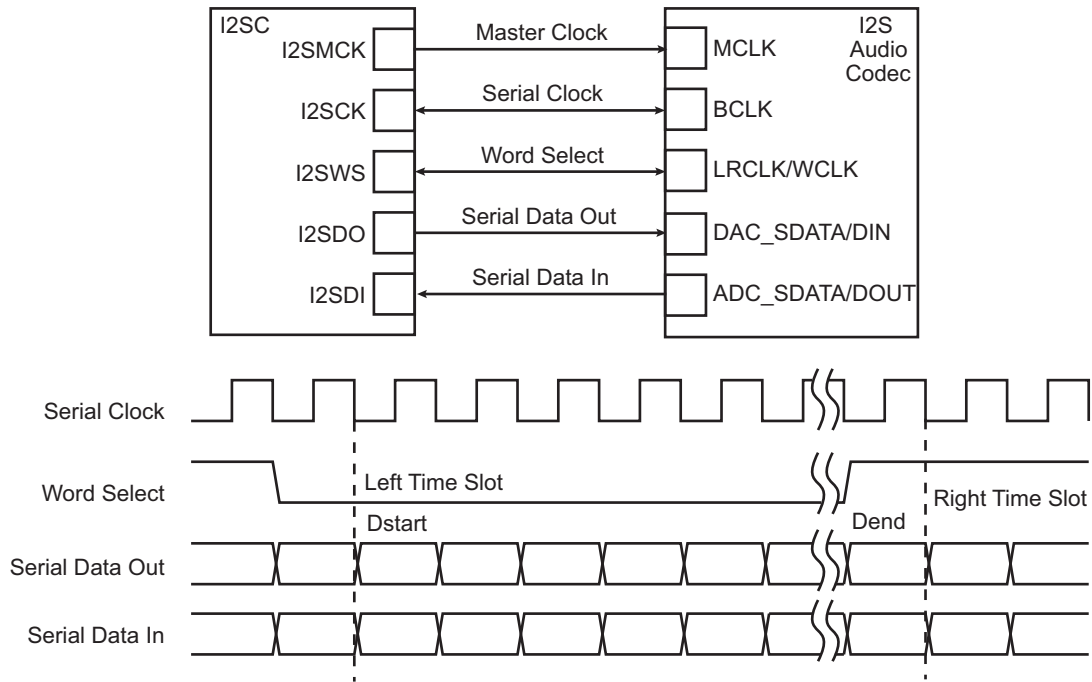 I2SC
I2S
Audio
Codec
I2SMCK
Master Clock
MCLK
I2SCK
Serial Clock
BCLK
I2SWS
Word Select
LRCLK/WCLK
I2SDO
Serial Data Out
DAC_SDATA/DIN
I2SDI
Serial Data In
ADC_SDATA/DOUT
Serial Clock
Word Select
Left Time Slot
Right Time Slot
Dstart
Dend
Serial Data Out
Serial Data In